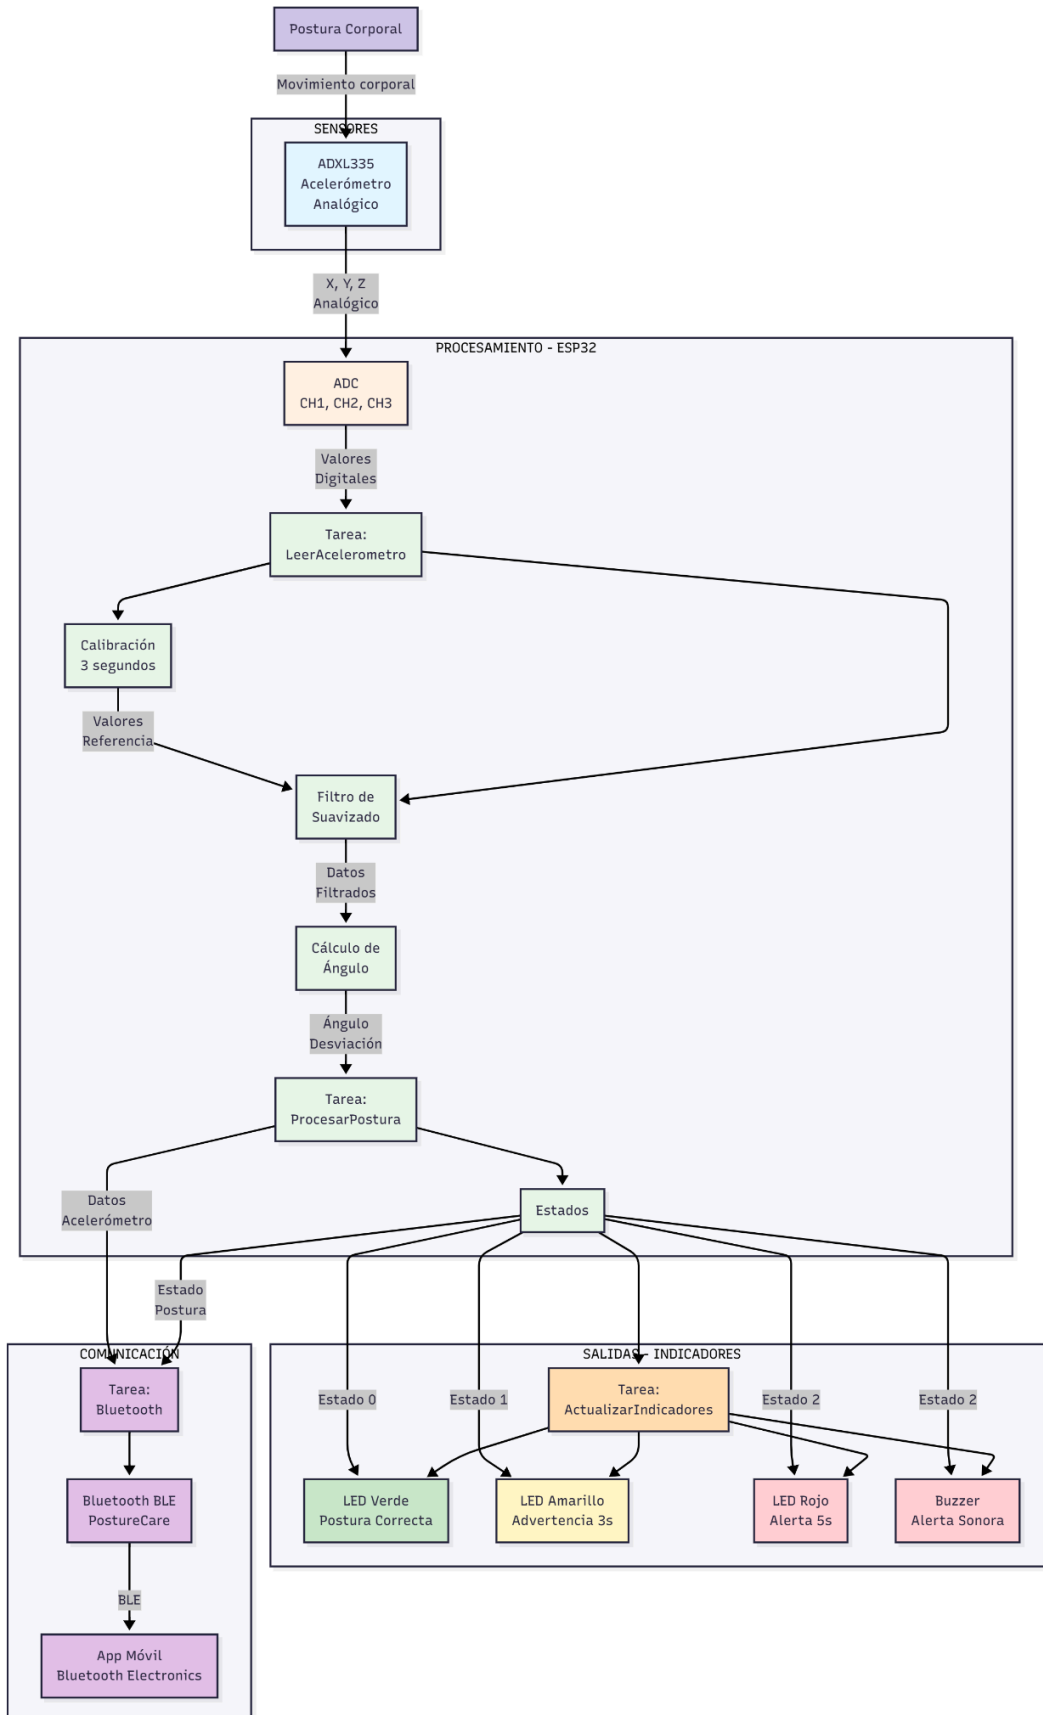 Postura Corporal
Movimiento corporal
SENSORES
ADXL335
Acelerómetro
Analógico
X, Y, Z
Analógico
PROCESAMIENTO - ESP32
ADC
CH1, CH2, CH3
Valores
Digitales
Tarea:
LeerAcelerometro
Calibración
3 segundos
Valores
Referencia
Filtro de
Suavizado
Datos
Filtrados
Cálculo de
Ángulo
Ángulo
Desviación
Tarea:
ProcesarPostura
Datos
Acelerómetro
Estados
Estado
Postura
COMUNICACIÓN
SALIDAS - INDICADORES
Tarea:
Bluetooth
Estado 0
Estado 1
Tarea:
ActualizarIndicadores
Estado 2
Estado 2
Bluetooth BLE
PostureCare
LED Verde
Postura Correcta
LED Amarillo
Advertencia 3s
LED Rojo
Alerta 5s
Buzzer
Alerta Sonora
BLE
App Móvil
Bluetooth Electronics